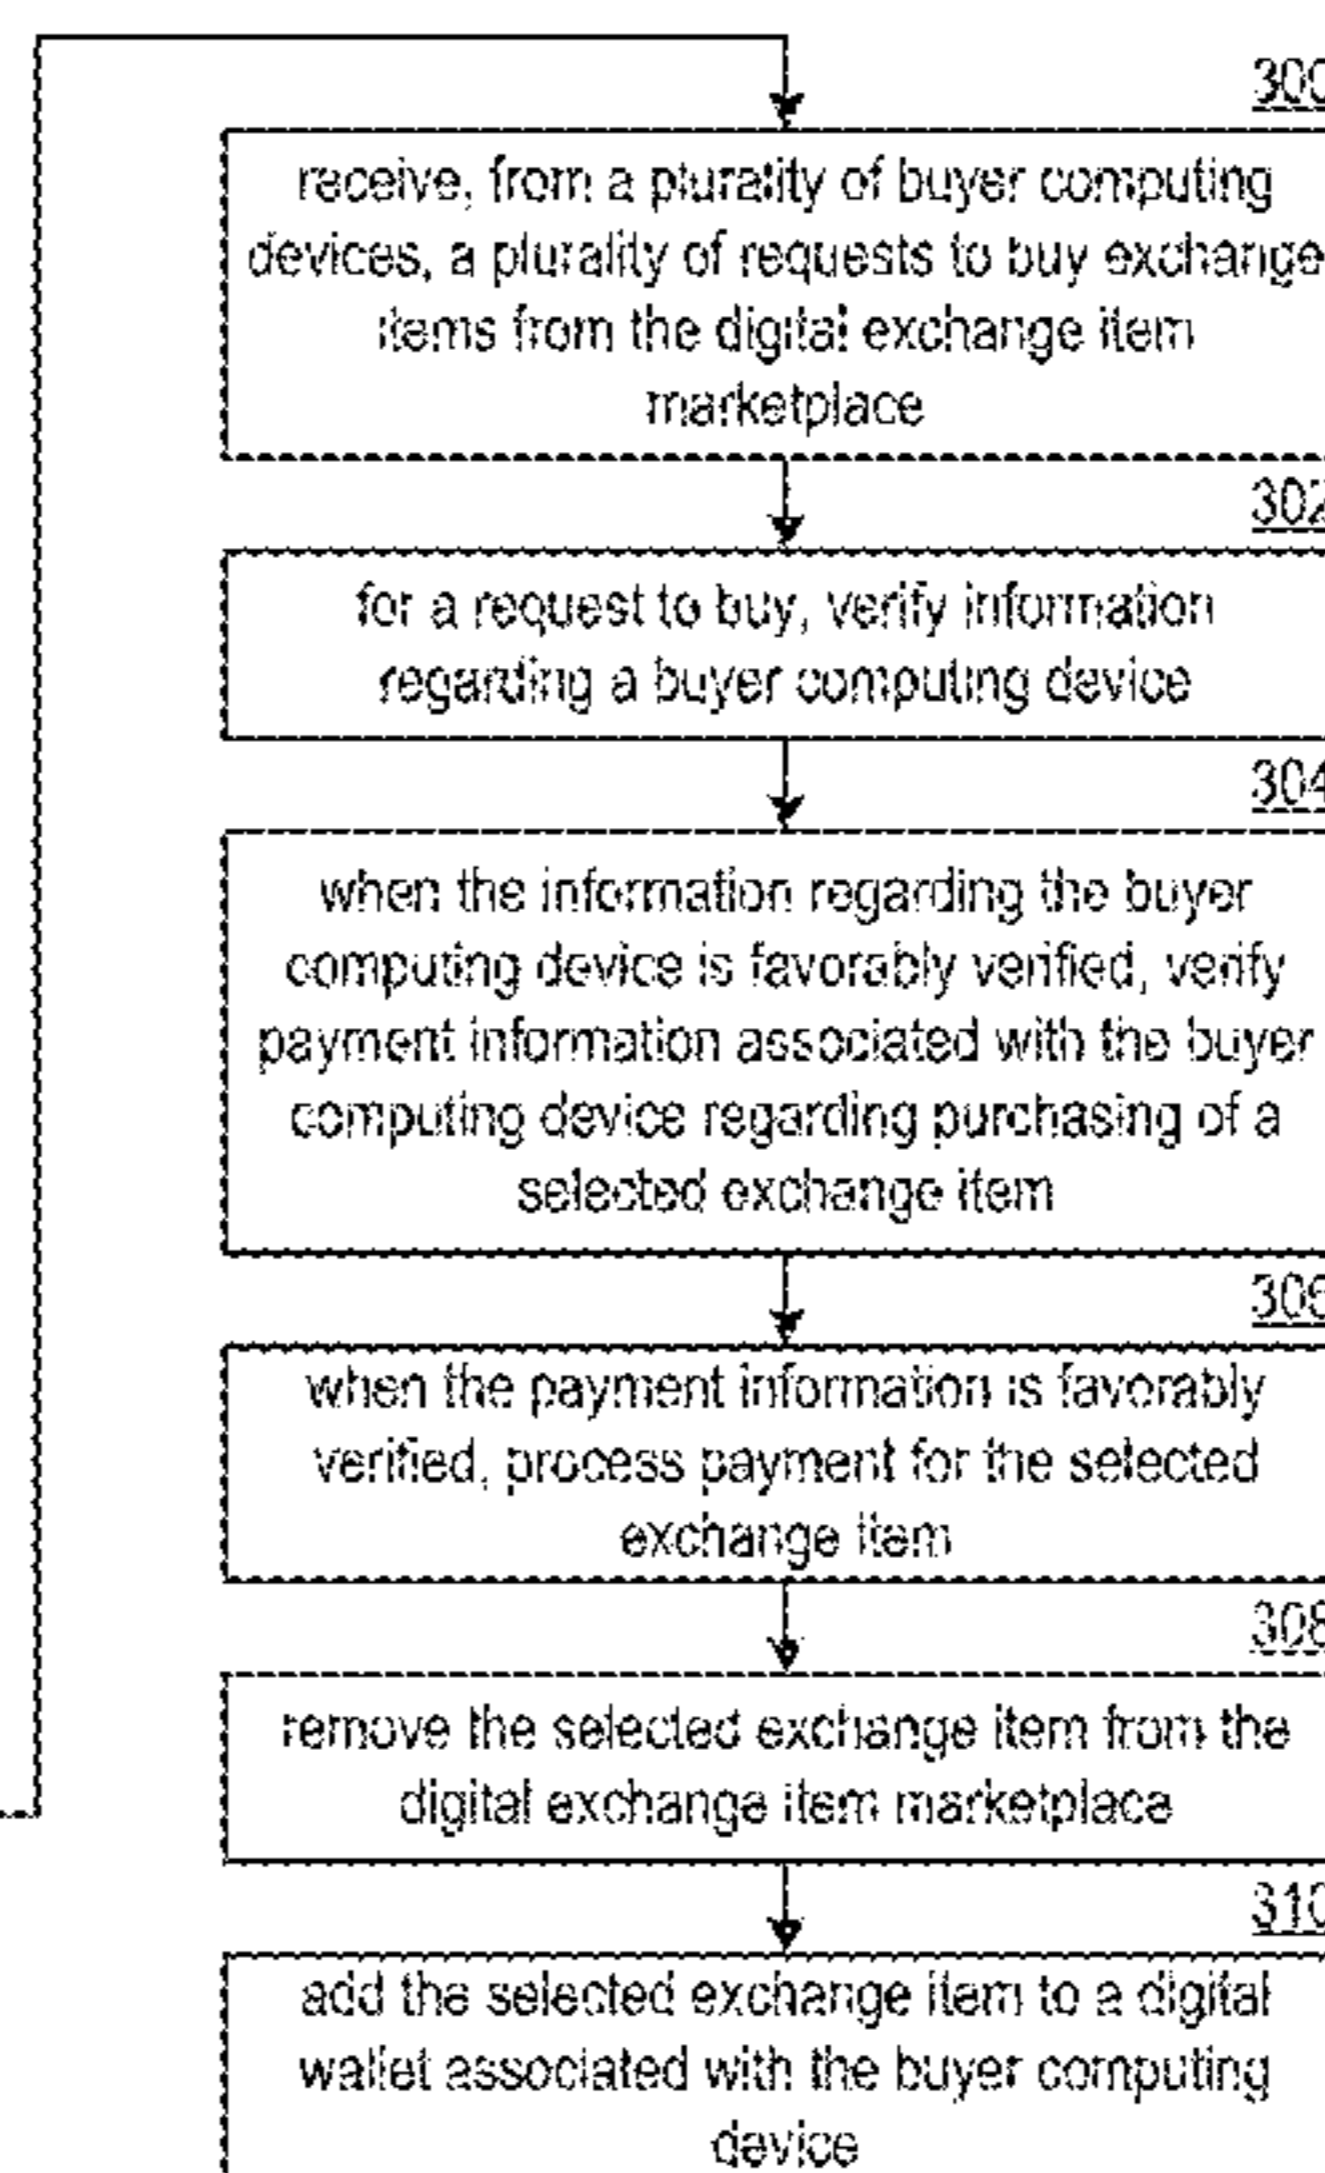 300
receive, from a plurality of buyer computing
devices, a plurality of requests to buy exchange
items from the digital exchange item
marketplace
302
for a request to buy, verify information
regarding a buyer computing device
304
when the information regarding the buyer
computing device is favorably verified, verify
payment information associated with the buyer
computing device regarding purchasing of a
selected exchange item
306
when the payment information is favorably
verified, process payment for the selected
exchange item
308
remove the selected exchange item from the
digital exchange item marketplace
310
add the selected exchange item to a digital
wallet associated with the buyer computing
device